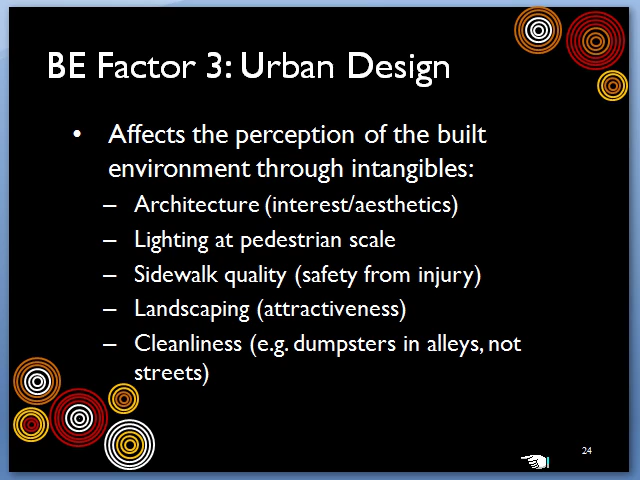 BE Factor 3: Urban Design
• Affects the perception of the built
environment through intangibles:
– Architecture (interest/aesthetics)
– Lighting at pedestrian scale
– Sidewalk quality (safety from injury)
– Landscaping (attractiveness)
– Cleanliness (e.g. dumpsters in alleys, not
streets)
24